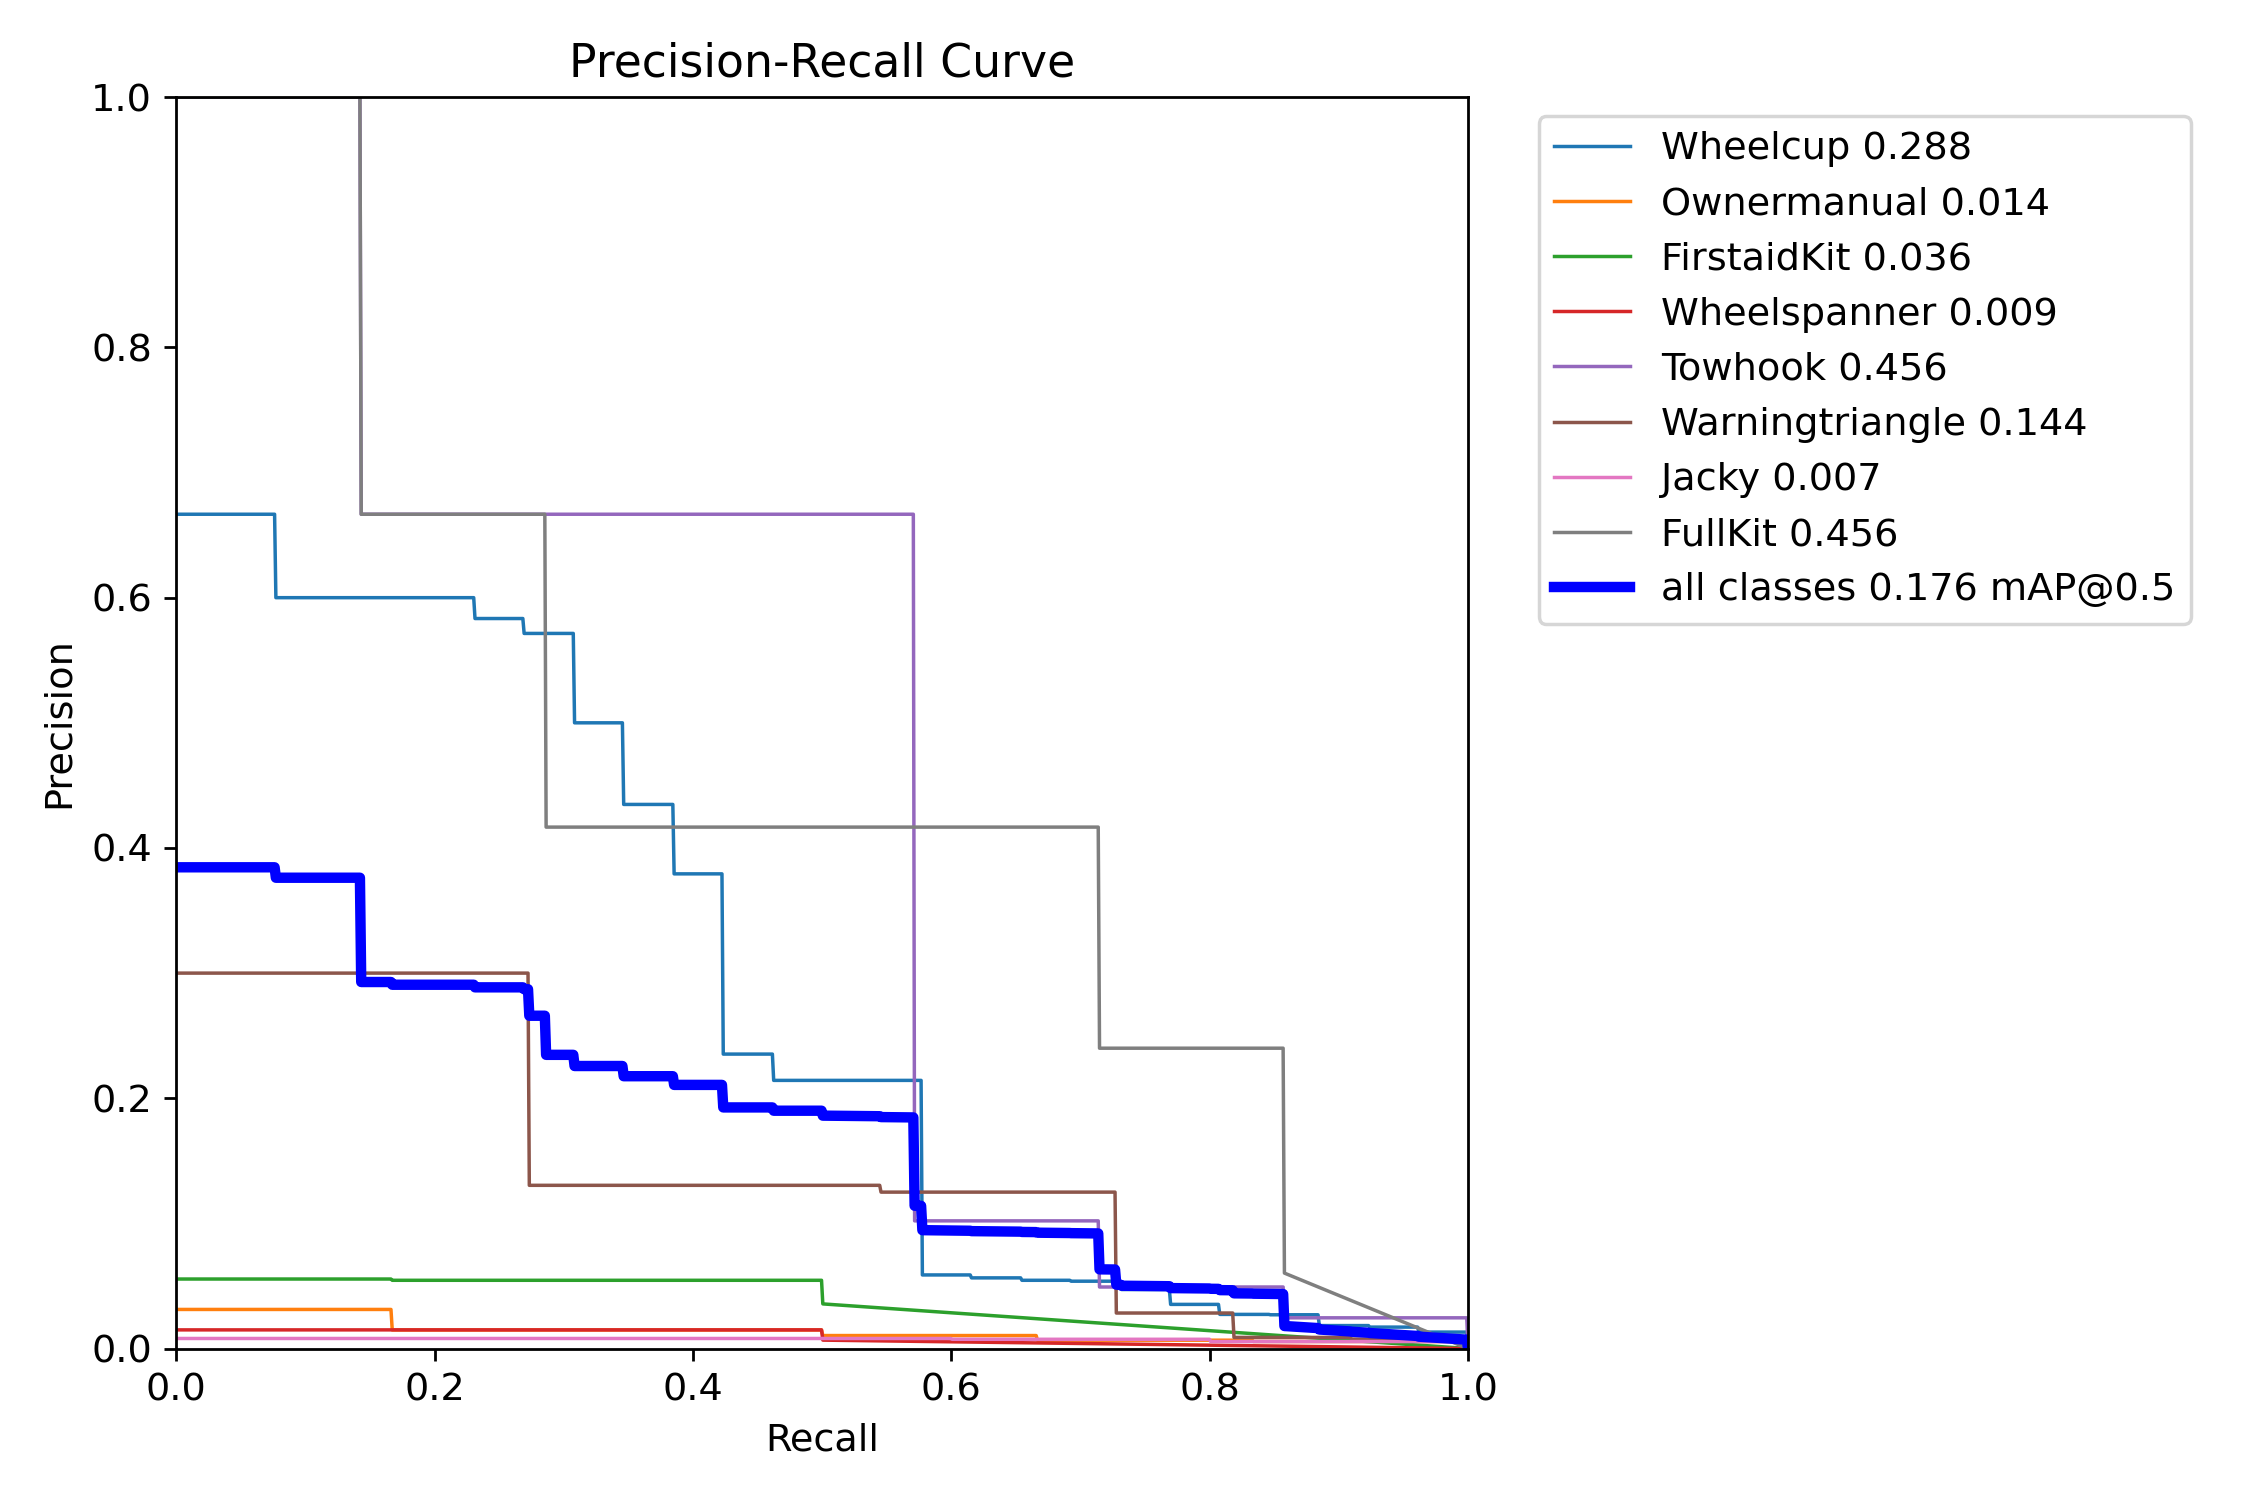 Precision-Recall Curve
1.0
0.8
0.6
0.4
0.2
0.0
Precision
0.0 0.2 0.4 0.6 0.8 1.0
Recall
Wheelcup 0.288
Ownermanual 0.014
FirstaidKit 0.036
Wheelspanner 0.009
Towhook 0.456
Warningtriangle 0.144
Jacky 0.007
FullKit 0.456
all classes 0.176 mAP@0.5